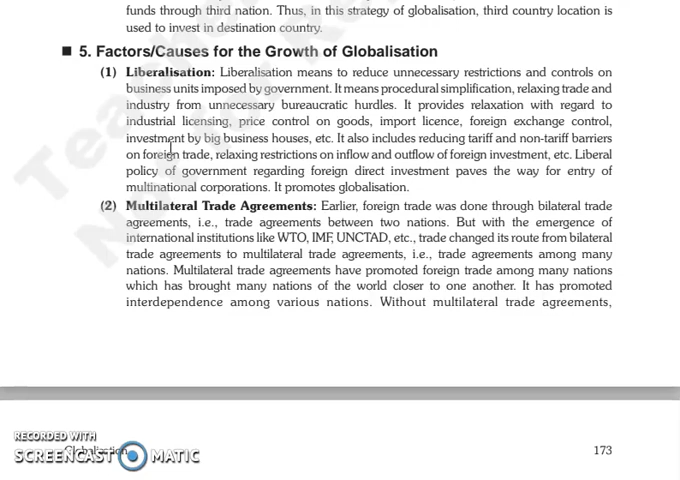 funds through third nation. Thus, in this strategy of globalisation, third country location is
used to invest in destination country.
■ 5. Factors/Causes for the Growth of Globalisation
(1) Liberalisation: Liberalisation means to reduce unnecessary restrictions and controls on
business units imposed by government. It means procedural simplification, relaxing trade and
industry from unnecessary bureaucratic hurdles. It provides relaxation with regard to
industrial licensing, price control on goods, import licence, foreign exchange control,
investment by big business houses, etc. It also includes reducing tariff and non-tariff barriers
on foreign trade, relaxing restrictions on inflow and outflow of foreign investment, etc. Liberal
policy of government regarding foreign direct investment paves the way for entry of
multinational corporations. It promotes globalisation.
(2) Multilateral Trade Agreements: Earlier, foreign trade was done through bilateral trade
agreements, i.e., trade agreements between two nations. But with the emergence of
international institutions like WTO, IMF, UNCTAD, etc., trade changed its route from bilateral
trade agreements to multilateral trade agreements, i.e., trade agreements among many
nations. Multilateral trade agreements have promoted foreign trade among many nations
which has brought many nations of the world closer to one another. It has promoted
interdependence among various nations. Without multilateral trade agreements,
RECORDED WITH
Globalisation 173
SCREENCAST MATIC